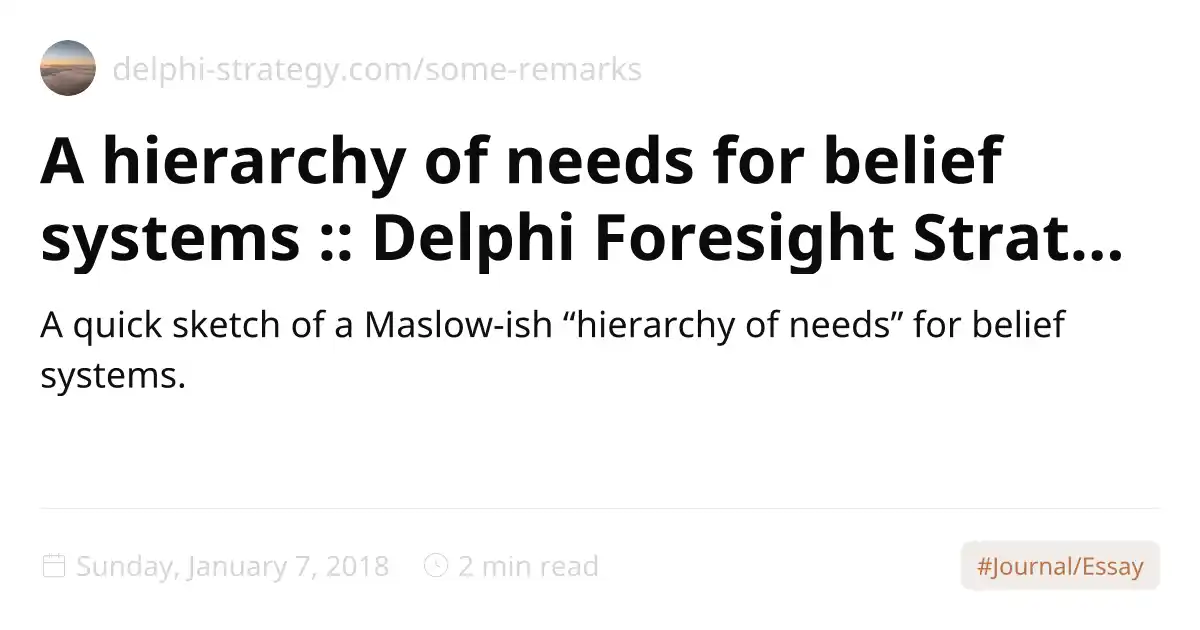 delphi-strategy.com/some-remarks
A hierarchy of needs for belief
systems :: Delphi Foresight Strat...
A quick sketch of a Maslow-ish “hierarchy of needs” for belief
systems.
Sunday, January 7, 2018 2 min read #Journal/Essay